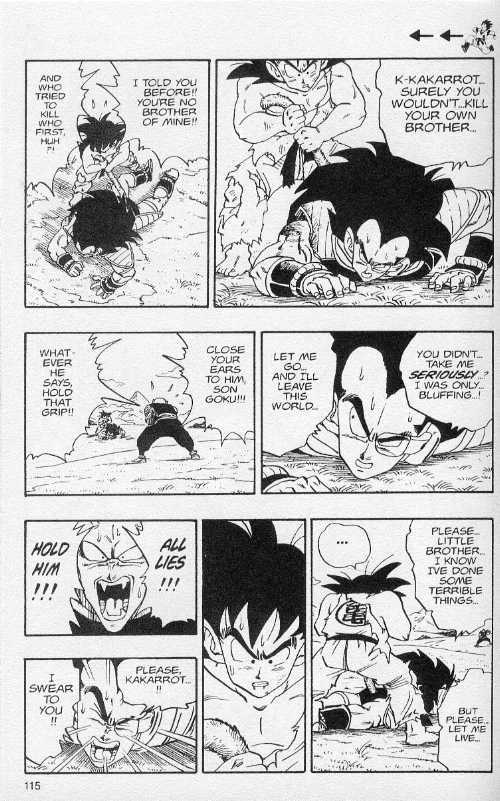 K-KAKARROT...
SURELY YOU
WOULDN'T...KILL
YOUR OWN
BROTHER...
I TOLD YOU
BEFORE!!
YOU'RE NO
BROTHER
OF MINE!!
AND
WHO
TRIED
TO
KILL
WHO
FIRST,
HUH
?!
YOU DIDN'T...
TAKE ME
SERIOUSLY...?
I WAS ONLY...
BLUFFING...!
LET ME
GO...
AND I'LL
LEAVE
THIS
WORLD...
CLOSE
YOUR
EARS
TO HIM,
SON
GOKU!!!
WHAT-
EVER
HE
SAYS,
HOLD
THAT
GRIP!!
PLEASE...
LITTLE
BROTHER...
I KNOW
I'VE DONE
SOME
TERRIBLE
THINGS...
...
亀
BUT
PLEASE...
LET ME
LIVE...
ALL
LIES
!!!
HOLD
HIM
!!!
PLEASE,
KAKARROT...
!!
I
SWEAR
TO
YOU
!!
115